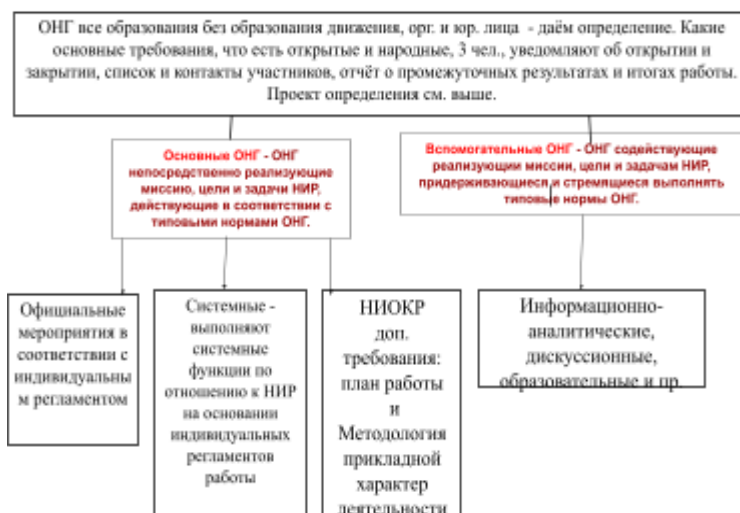 ОНГ все образования без образования движения, орг. и юр. лица - даём определение. Какие
основные требования, что есть открытые и народные, 3 чел., уведомляют об открытии и
закрытии, список и контакты участников, отчёт о промежуточных результатах и итогах работы.
Проект определения см. выше.
Основные ОНГ - ОНГ
непосредственно реализующие
миссию, цели и задачи НИР,
действующие в соответствии с
типовыми нормами ОНГ.
Вспомогательные ОНГ - ОНГ содействующие
реализующии миссии, цели и задачам НИР,
придерживающиеся и стремящиеся выполнять
типовые нормы ОНГ.
Официальные
мероприятия в
соответствии с
индивидуальны
м регламентом
Системные -
выполняют
системные
функции по
отношению к НИР
на основании
индивидуальных
регламентов
работы
НИОКР
доп.
требования:
план работы
и
Методология
прикладной
характер
деятельности
Информационно-
аналитические,
дискуссионные,
образовательные и пр.